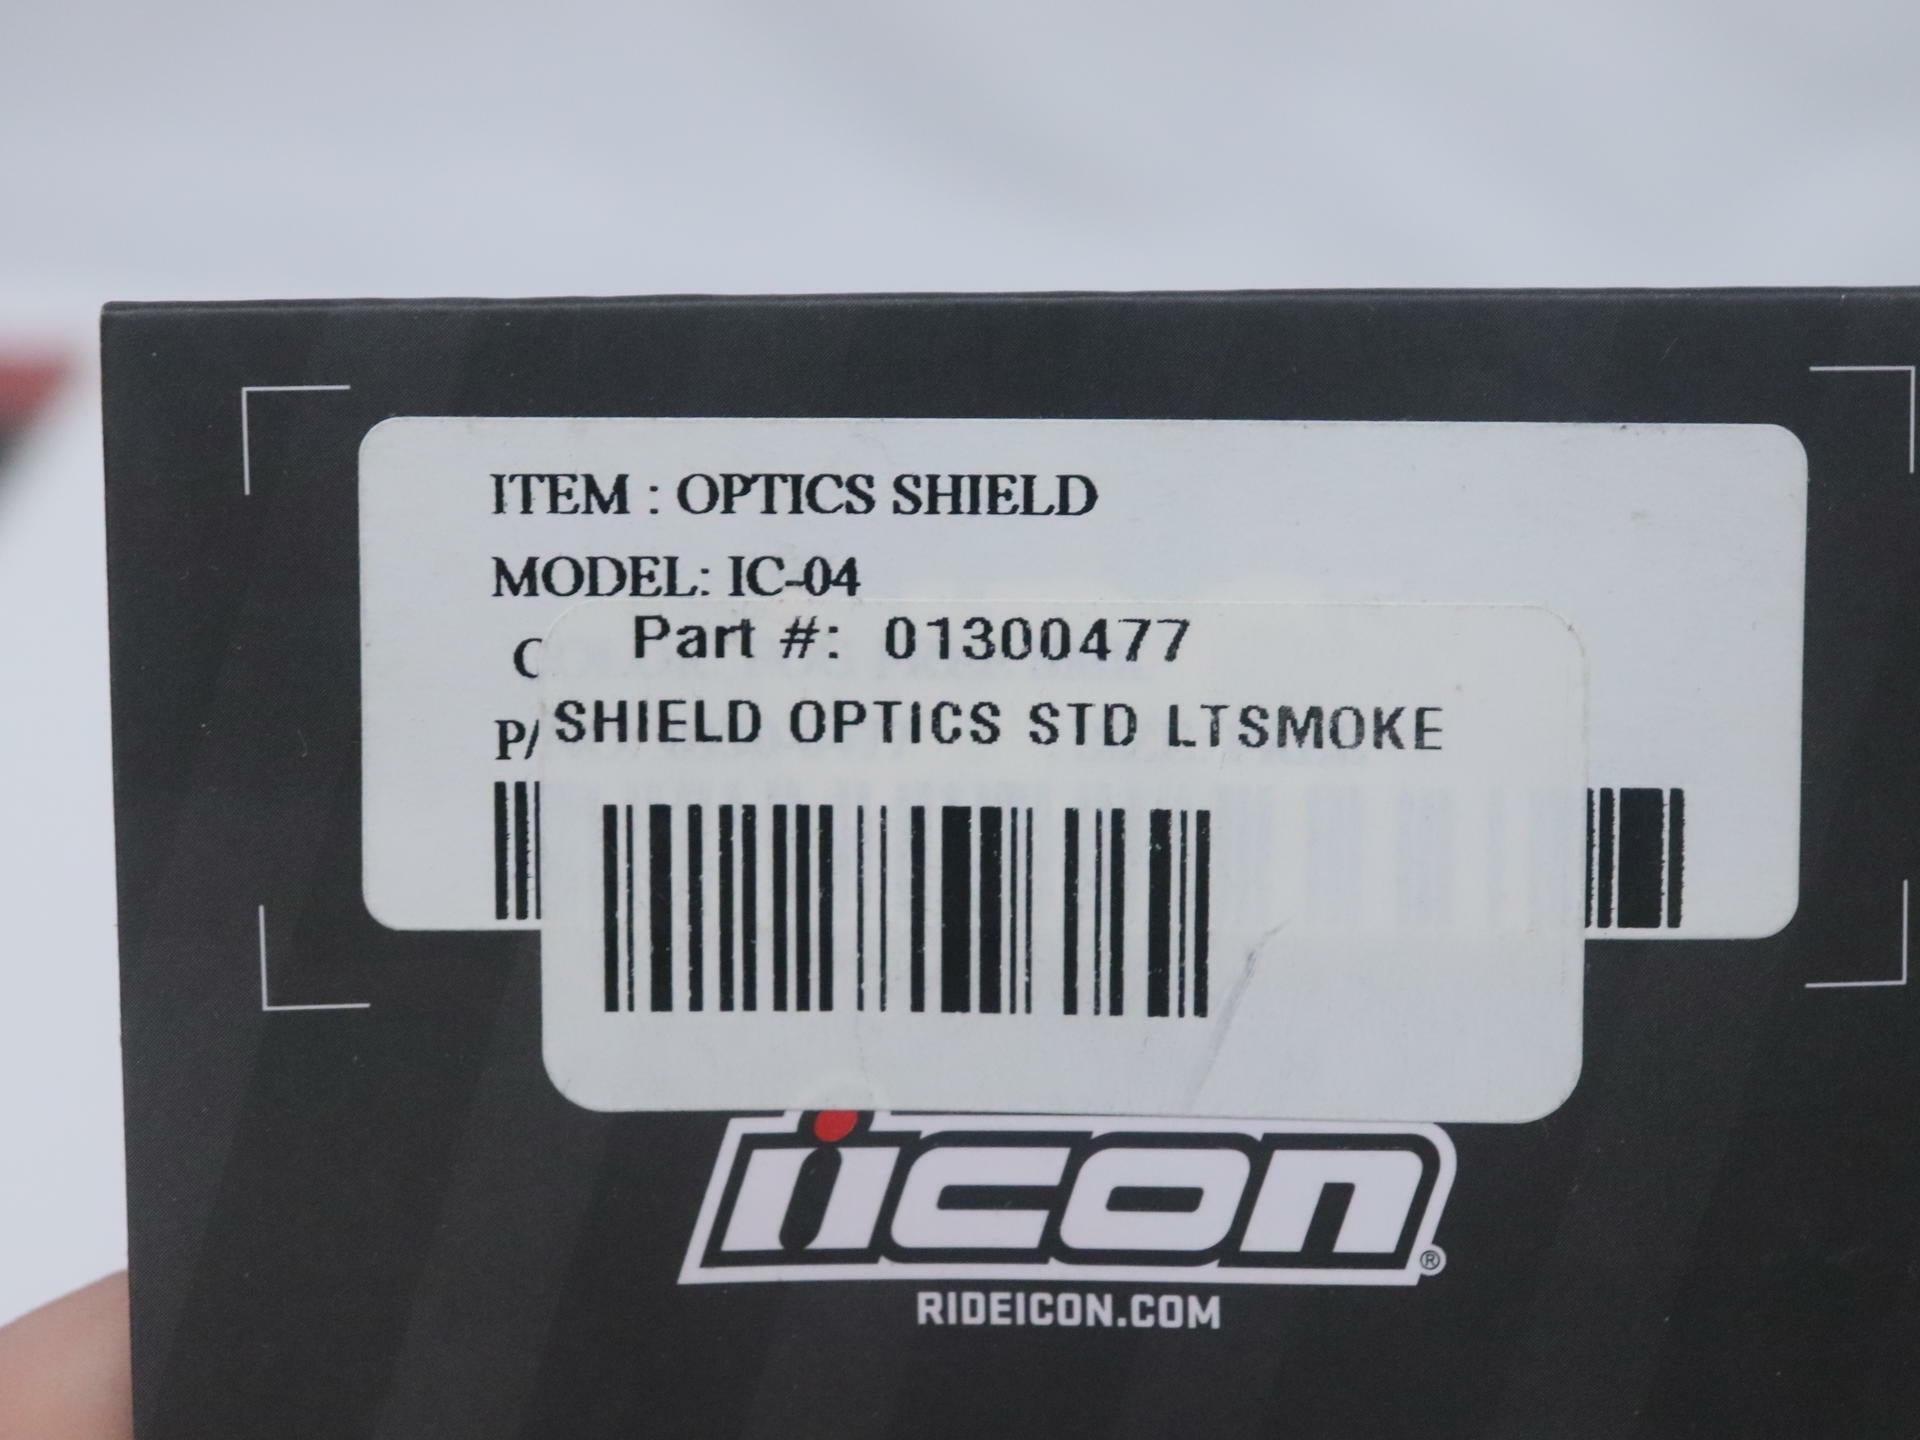 ITEM : OPTICS SHIELD
MODEL: IC-04
Part #: 01300477
P/
SHIELD OPTICS STD LTSMOKE
icon®
RIDEICON.COM